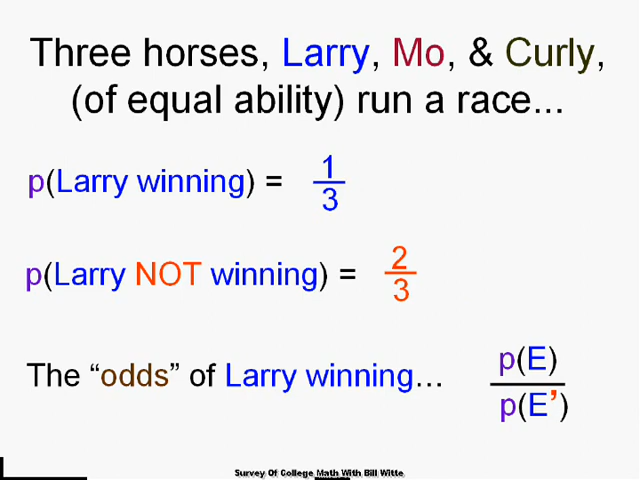 Three horses, Larry, Mo, & Curly,
(of equal ability) run a race...
p(Larry winning) = 1/3
p(Larry NOT winning) = 2/3
The “odds” of Larry winning... p(E)/p(E’)
Survey Of College Math With Bill Witte